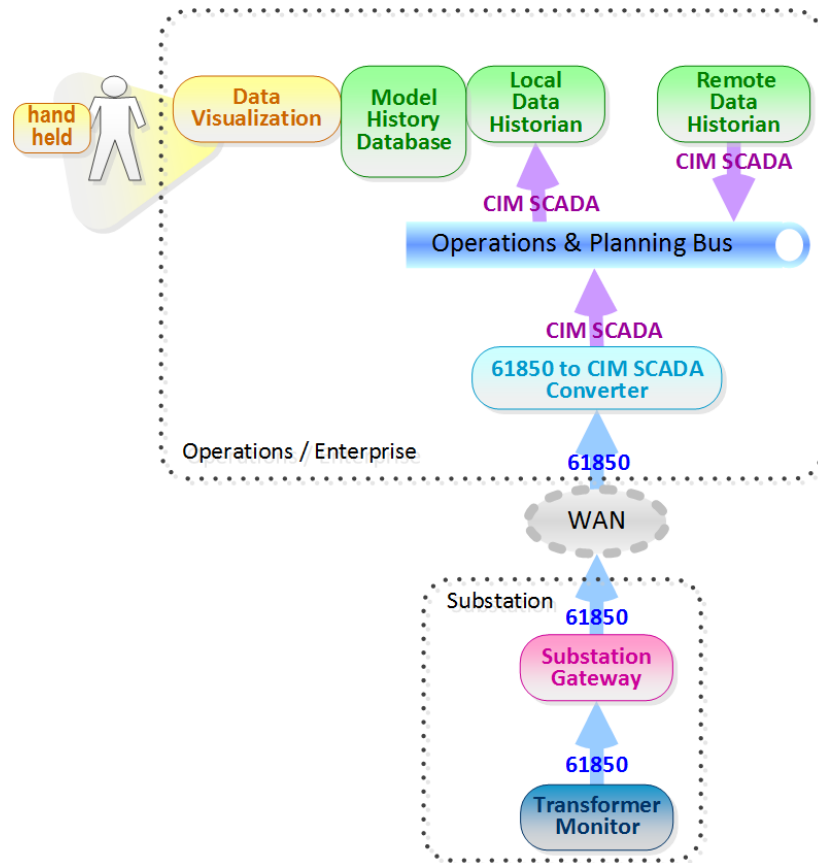 hand
held
Data
Visualization
Model
History
Database
Local
Data
Historian
Remote
Data
Historian
CIM SCADA
CIM SCADA
Operations & Planning Bus
CIM SCADA
61850 to CIM SCADA
Converter
Operations / Enterprise
61850
WAN
Substation
61850
Substation
Gateway
61850
Transformer
Monitor